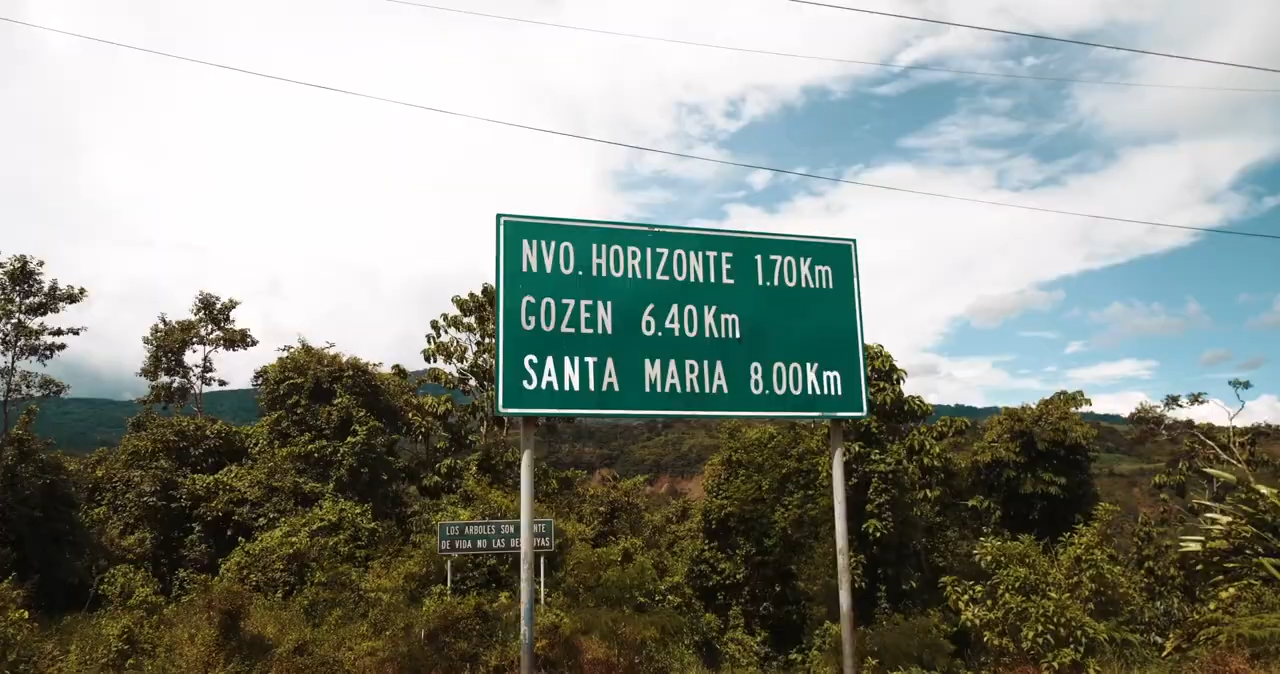 NVO. HORIZONTE 1.70Km
GOZEN 6.40Km
SANTA MARIA 8.00Km
LOS ARBOLES SON
DE VIDA NO LAS